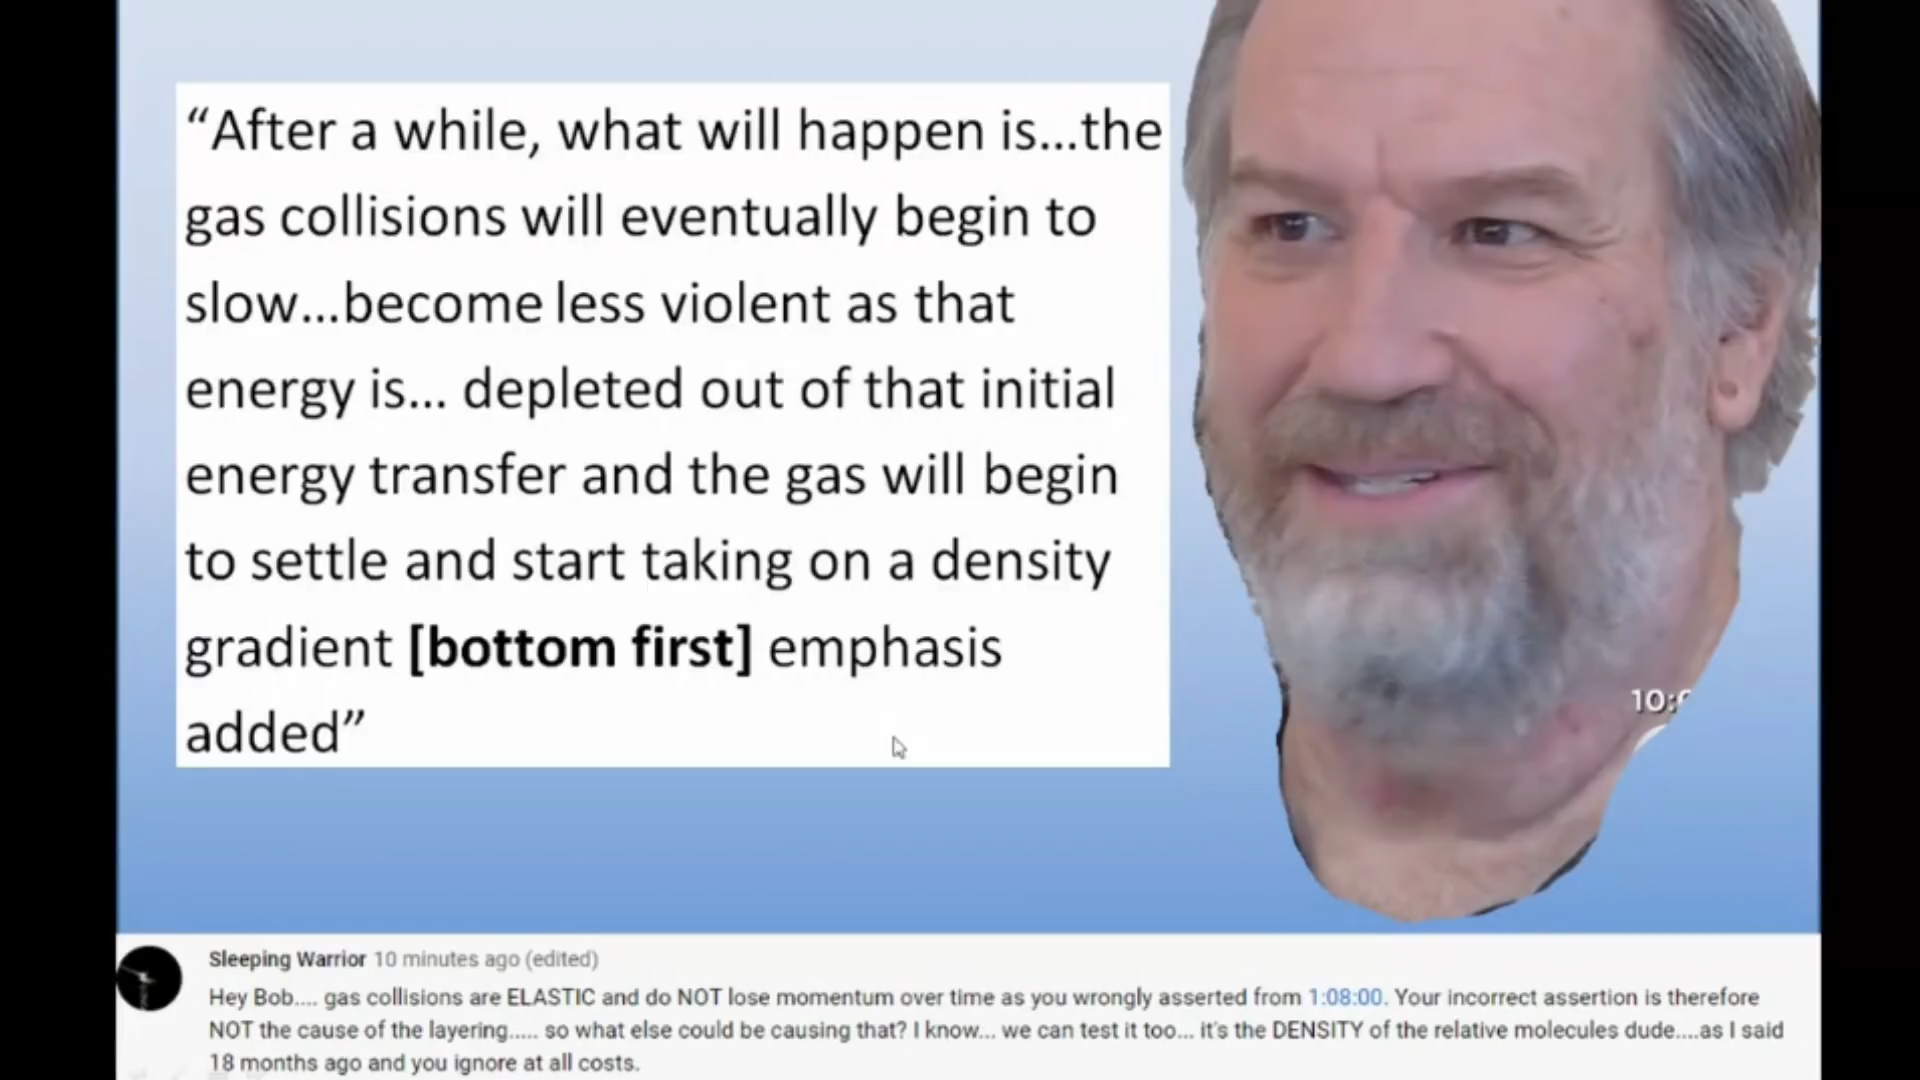 “After a while, what will happen is...the
gas collisions will eventually begin to
slow...become less violent as that
energy is... depleted out of that initial
energy transfer and the gas will begin
to settle and start taking on a density
gradient [bottom first] emphasis
added”
10:
Sleeping Warrior 10 minutes ago (edited)
Hey Bob.... gas collisions are ELASTIC and do NOT lose momentum over time as you wrongly asserted from 1:08:00. Your incorrect assertion is therefore
NOT the cause of the layering..... so what else could be causing that? I know... we can test it too... it's the DENSITY of the relative molecules dude....as I said
18 months ago and you ignore at all costs.